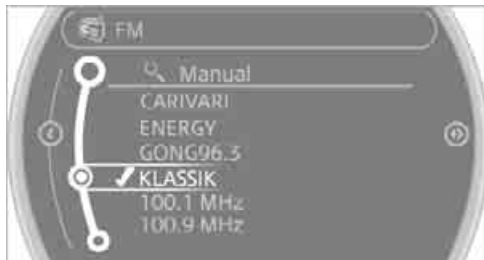 FM
Manual
CARIVARI
ENERGY
GONG96.3
KLASSIK
100.1 MHz
100.9 MHz